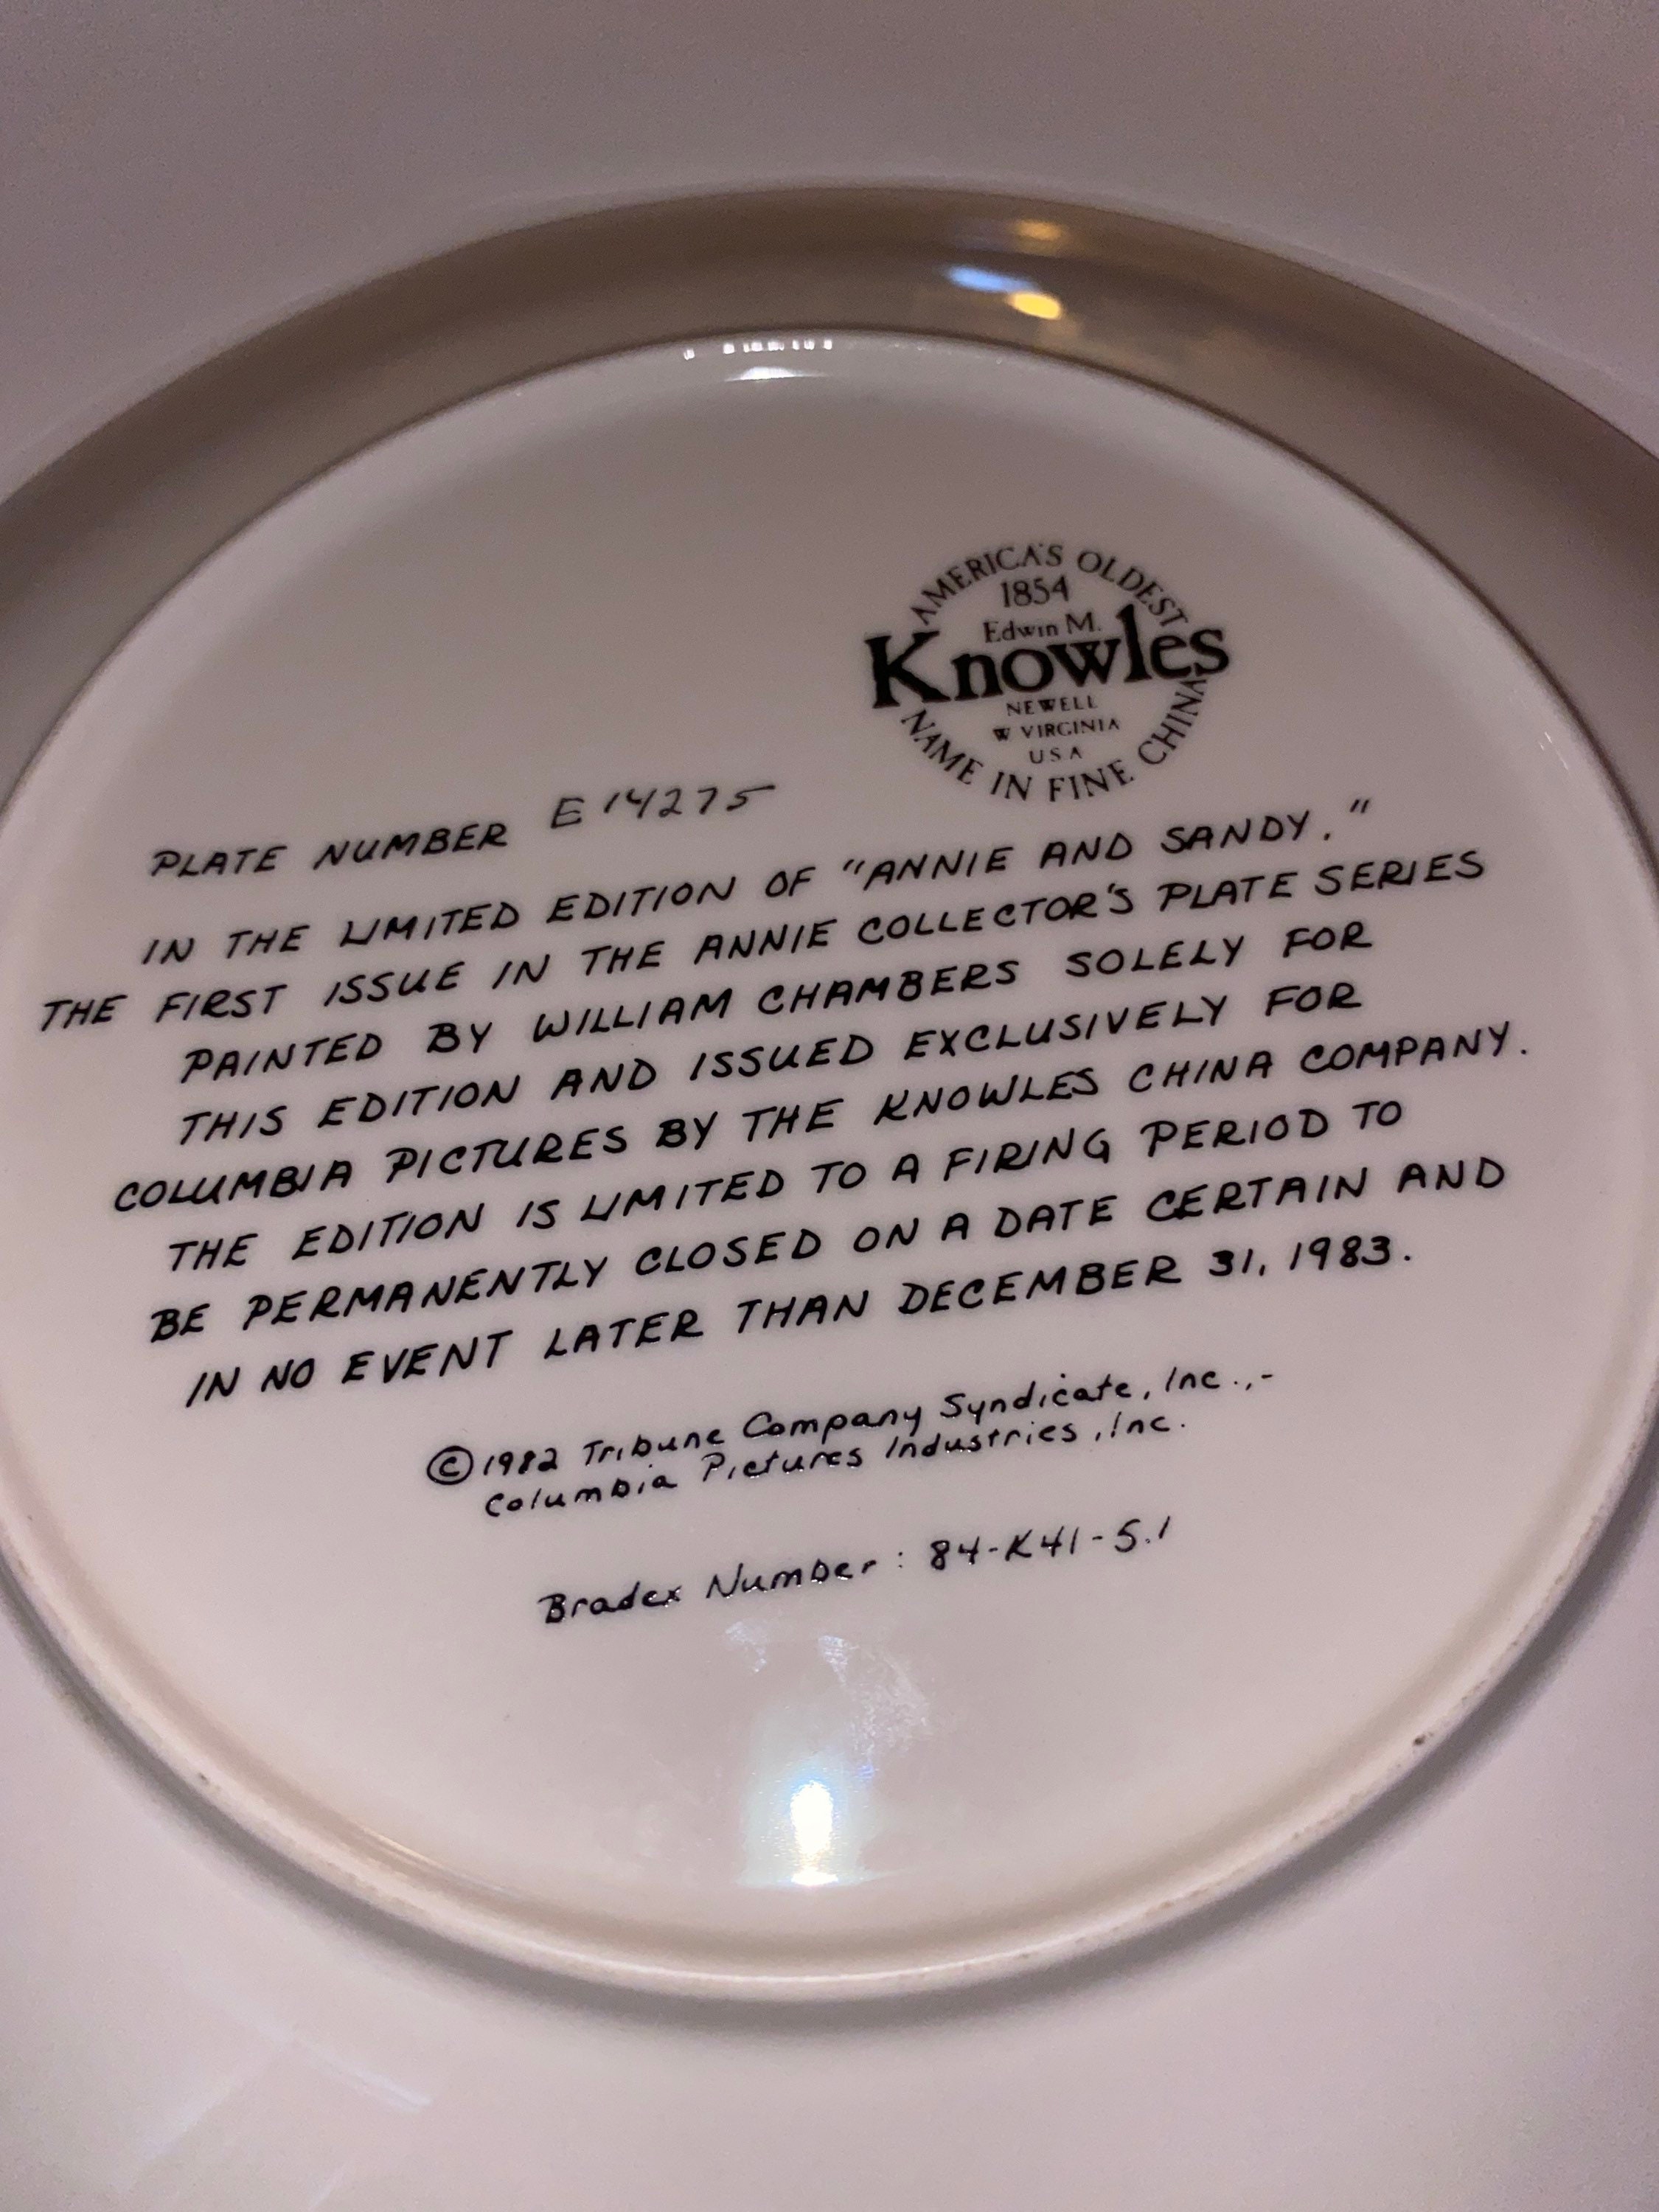 AMERICA'S OLDEST
1854
Edwin M.
Knowles
NEWELL
W VIRGINIA
USA
NAME IN FINE CHINA
PLATE NUMBER E14275
IN THE LIMITED EDITION OF "ANNIE AND SANDY."
THE FIRST ISSUE IN THE ANNIE COLLECTOR'S PLATE SERIES
PAINTED BY WILLIAM CHAMBERS SOLELY FOR
THIS EDITION AND ISSUED EXCLUSIVELY FOR
COLUMBIA PICTURES BY THE KNOWLES CHINA COMPANY.
THE EDITION IS LIMITED TO A FIRING PERIOD TO
BE PERMANENTLY CLOSED ON A DATE CERTAIN AND
IN NO EVENT LATER THAN DECEMBER 31, 1983.
©1982 Tribune Company Syndicate, Inc.,-
Columbia Pictures Industries, Inc.
Bradex Number: 84-K41-5.1